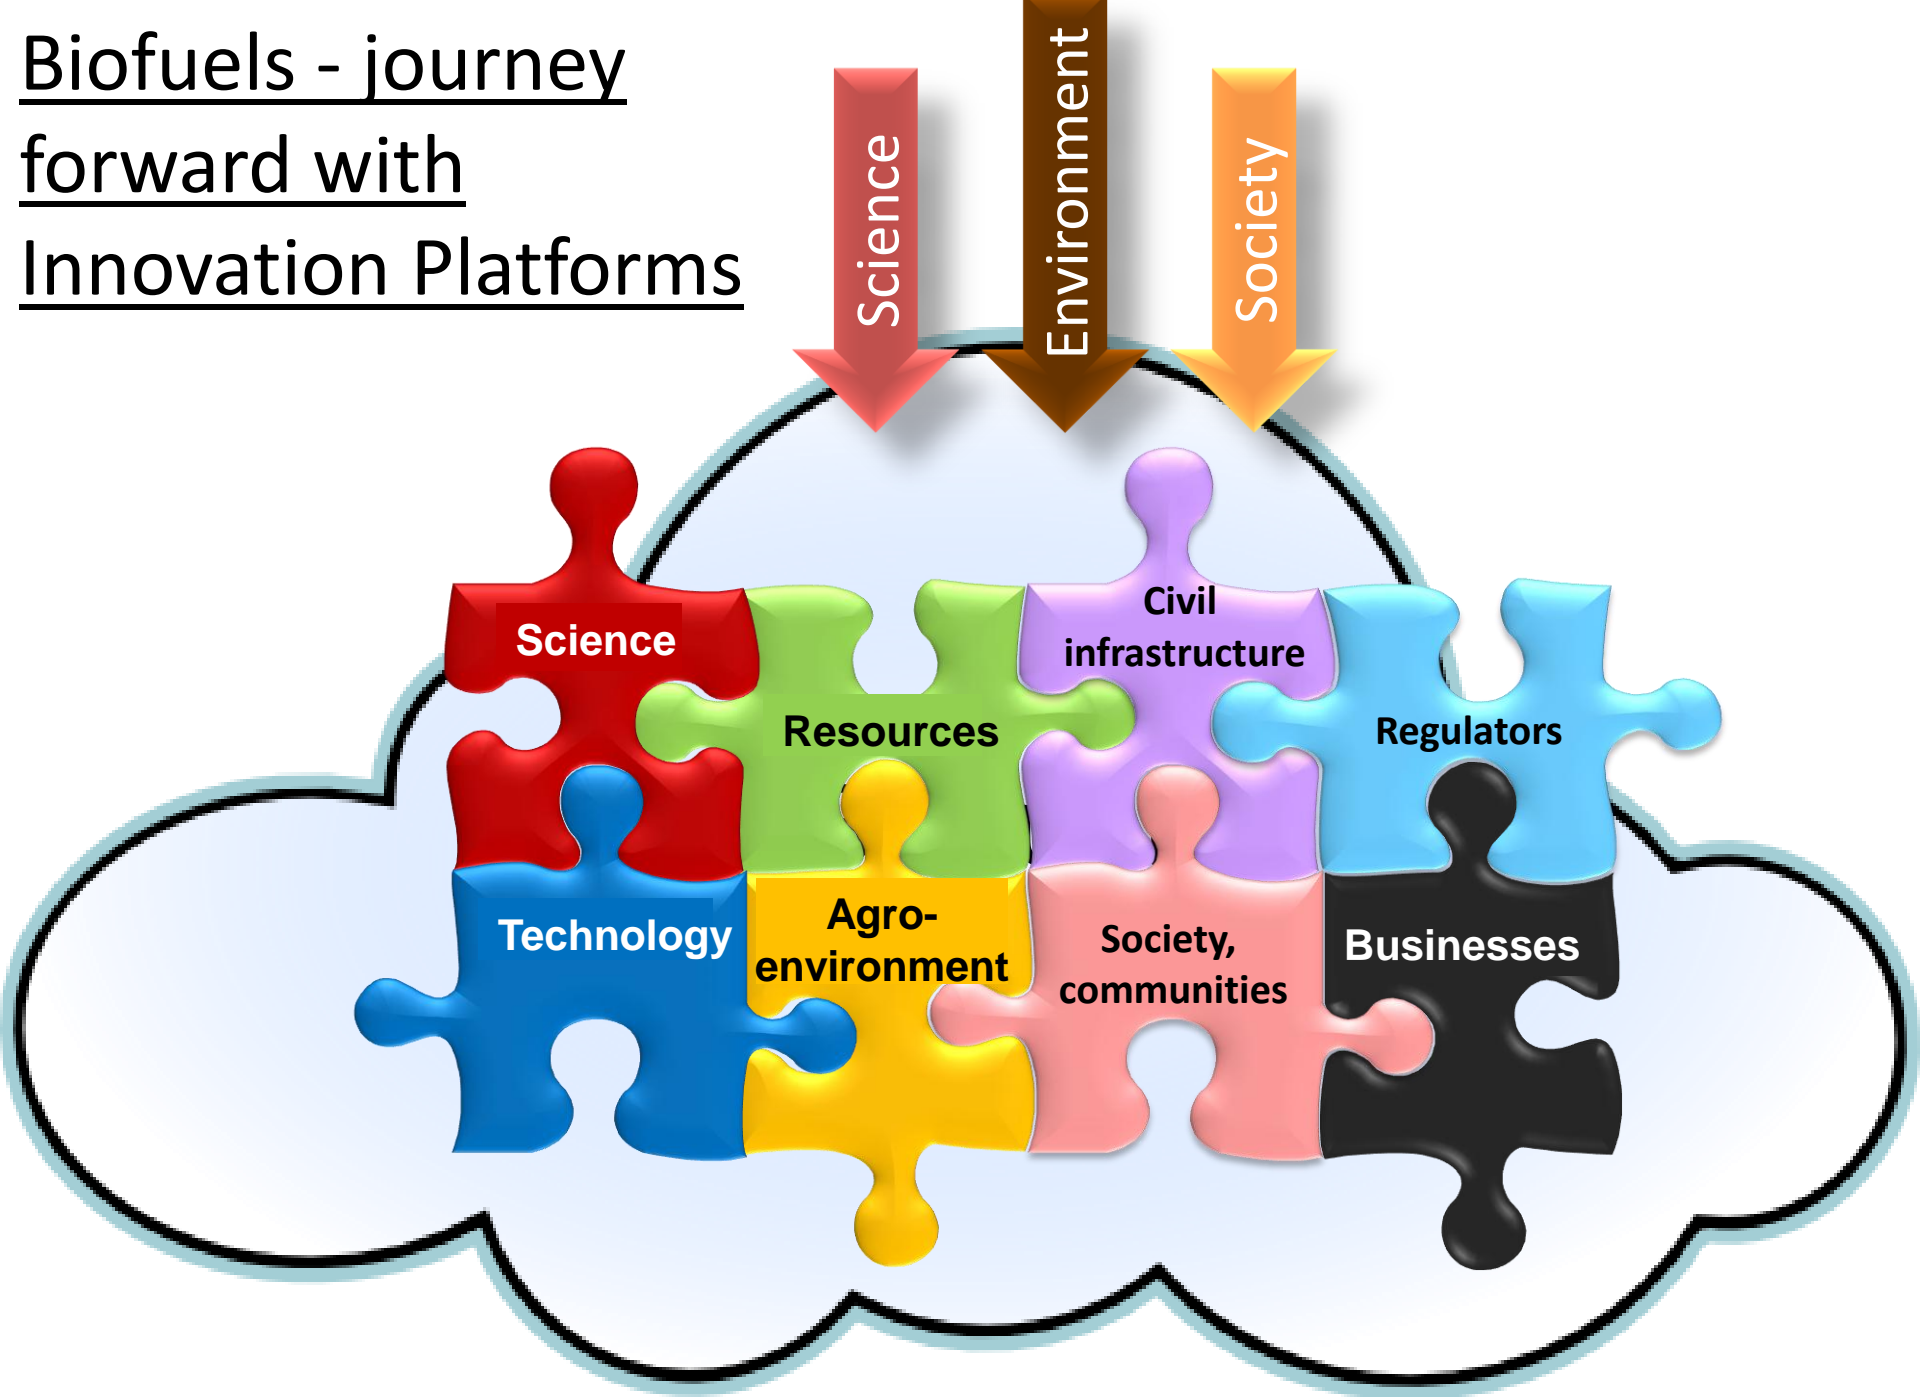 Biofuels - journey
forward with
Innovation Platforms
Science
Environment
Society
Science
Resources
Civil
infrastructure
Regulators
Technology
Agro-
environment
Society,
communities
Businesses